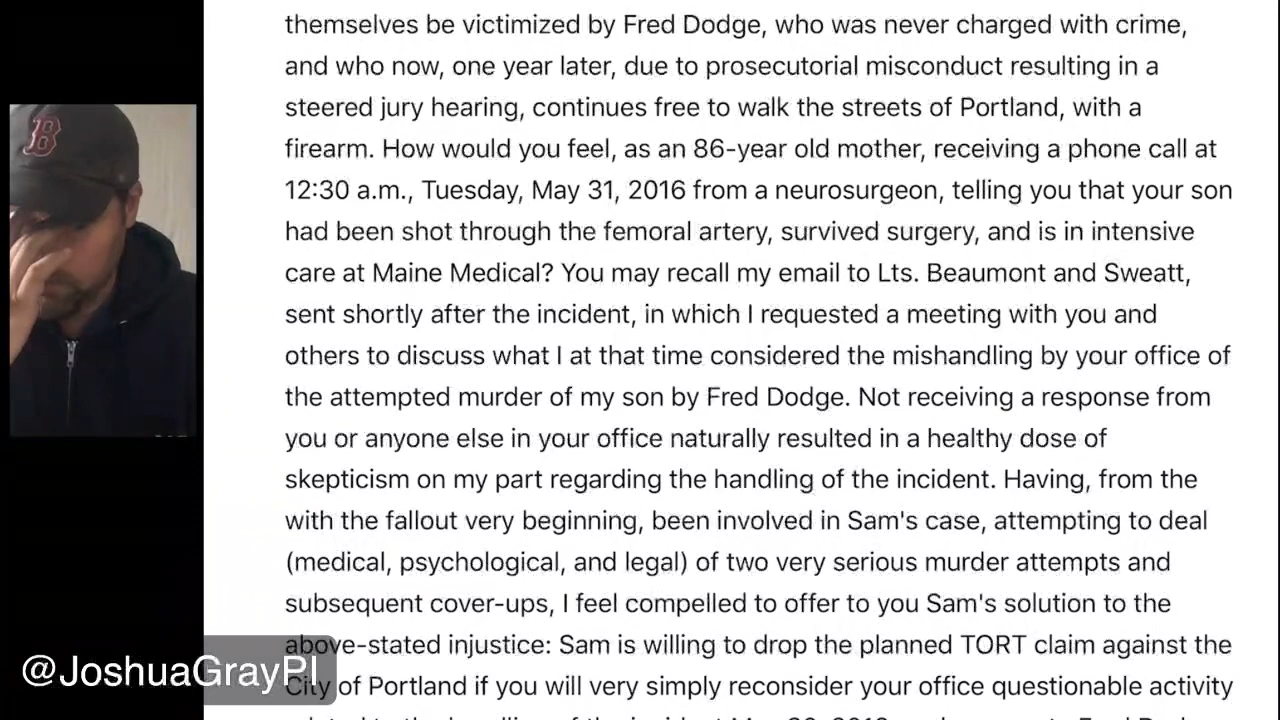 themselves be victimized by Fred Dodge, who was never charged with crime,
and who now, one year later, due to prosecutorial misconduct resulting in a
steered jury hearing, continues free to walk the streets of Portland, with a
firearm. How would you feel, as an 86-year old mother, receiving a phone call at
12:30 a.m., Tuesday, May 31, 2016 from a neurosurgeon, telling you that your son
had been shot through the femoral artery, survived surgery, and is in intensive
care at Maine Medical? You may recall my email to Lts. Beaumont and Sweatt,
sent shortly after the incident, in which I requested a meeting with you and
others to discuss what I at that time considered the mishandling by your office of
the attempted murder of my son by Fred Dodge. Not receiving a response from
you or anyone else in your office naturally resulted in a healthy dose of
skepticism on my part regarding the handling of the incident. Having, from the
with the fallout very beginning, been involved in Sam's case, attempting to deal
(medical, psychological, and legal) of two very serious murder attempts and
subsequent cover-ups, I feel compelled to offer to you Sam's solution to the
above-stated injustice: Sam is willing to drop the planned TORT claim against the
City of Portland if you will very simply reconsider your office questionable activity
B
@JoshuaGrayPI